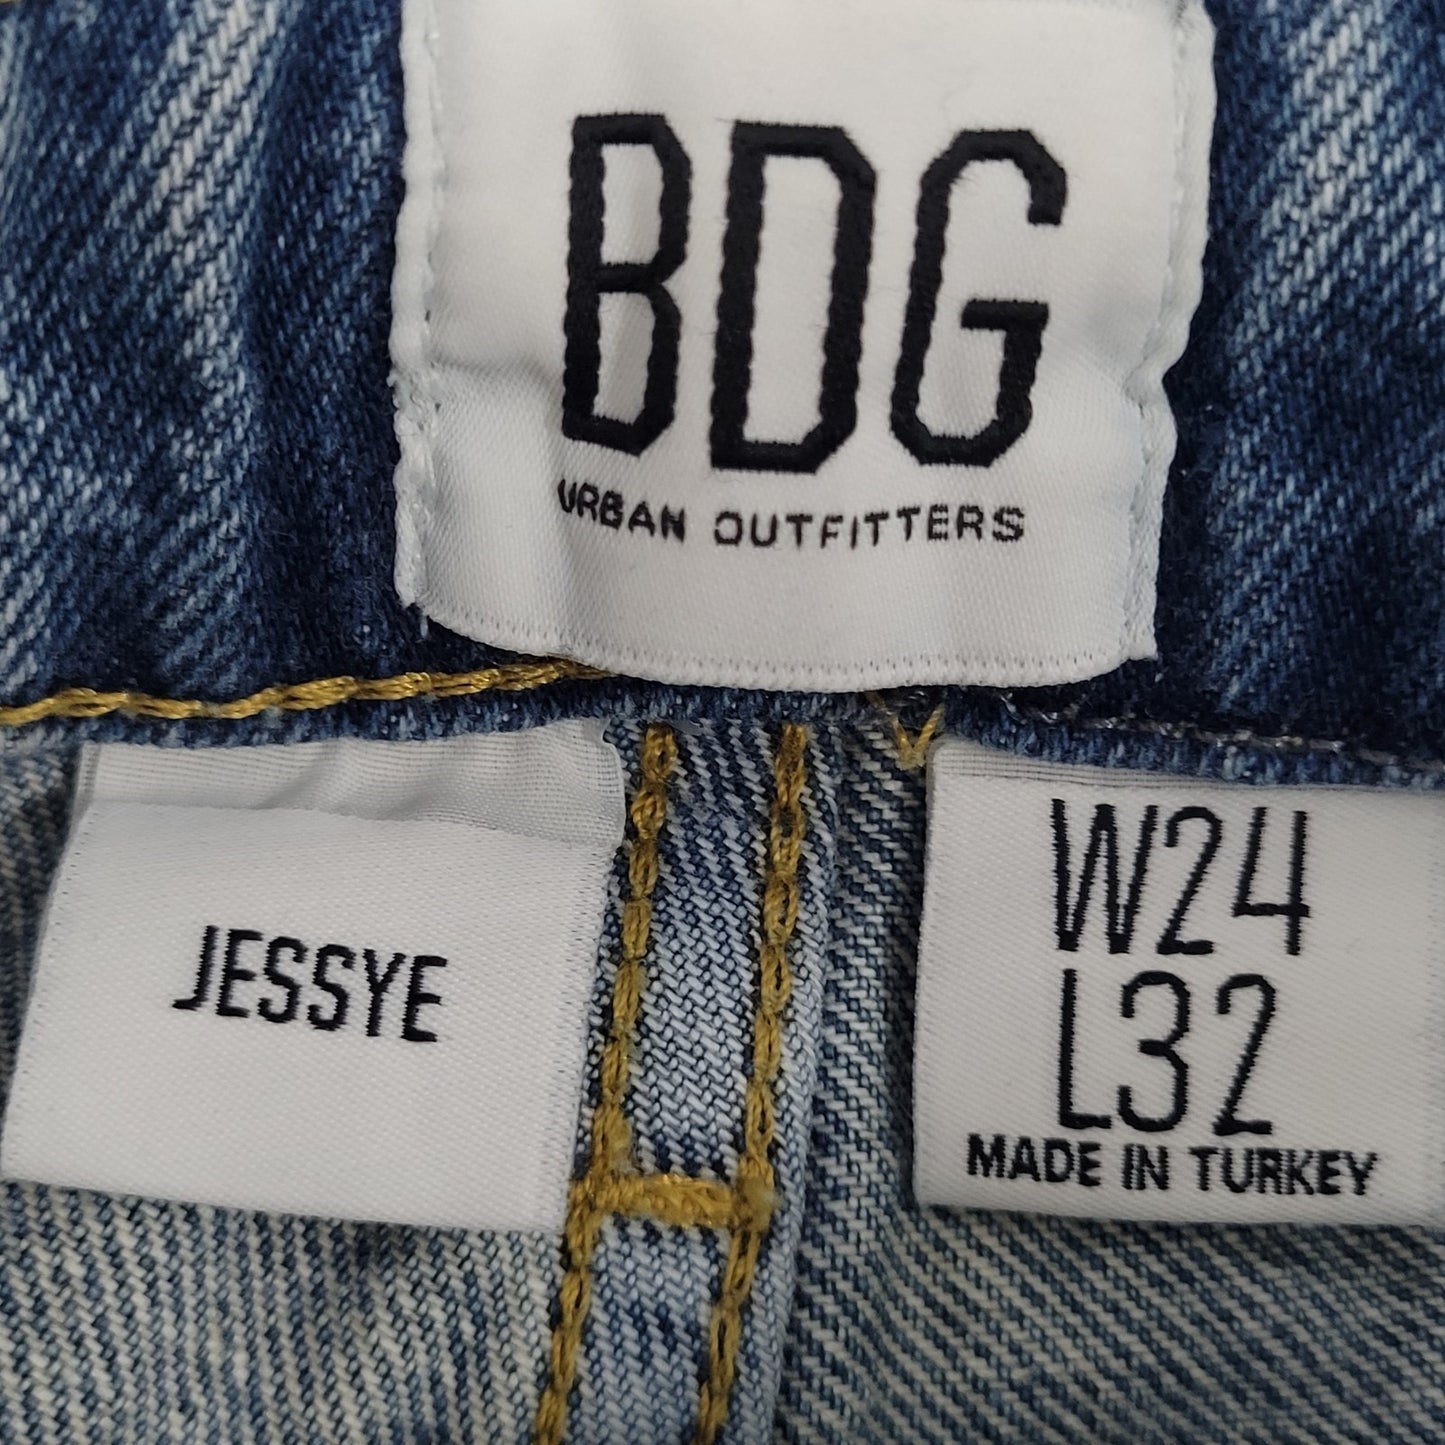 BDG
URBAN OUTFITTERS
JESSYE
W24
L32
MADE IN TURKEY